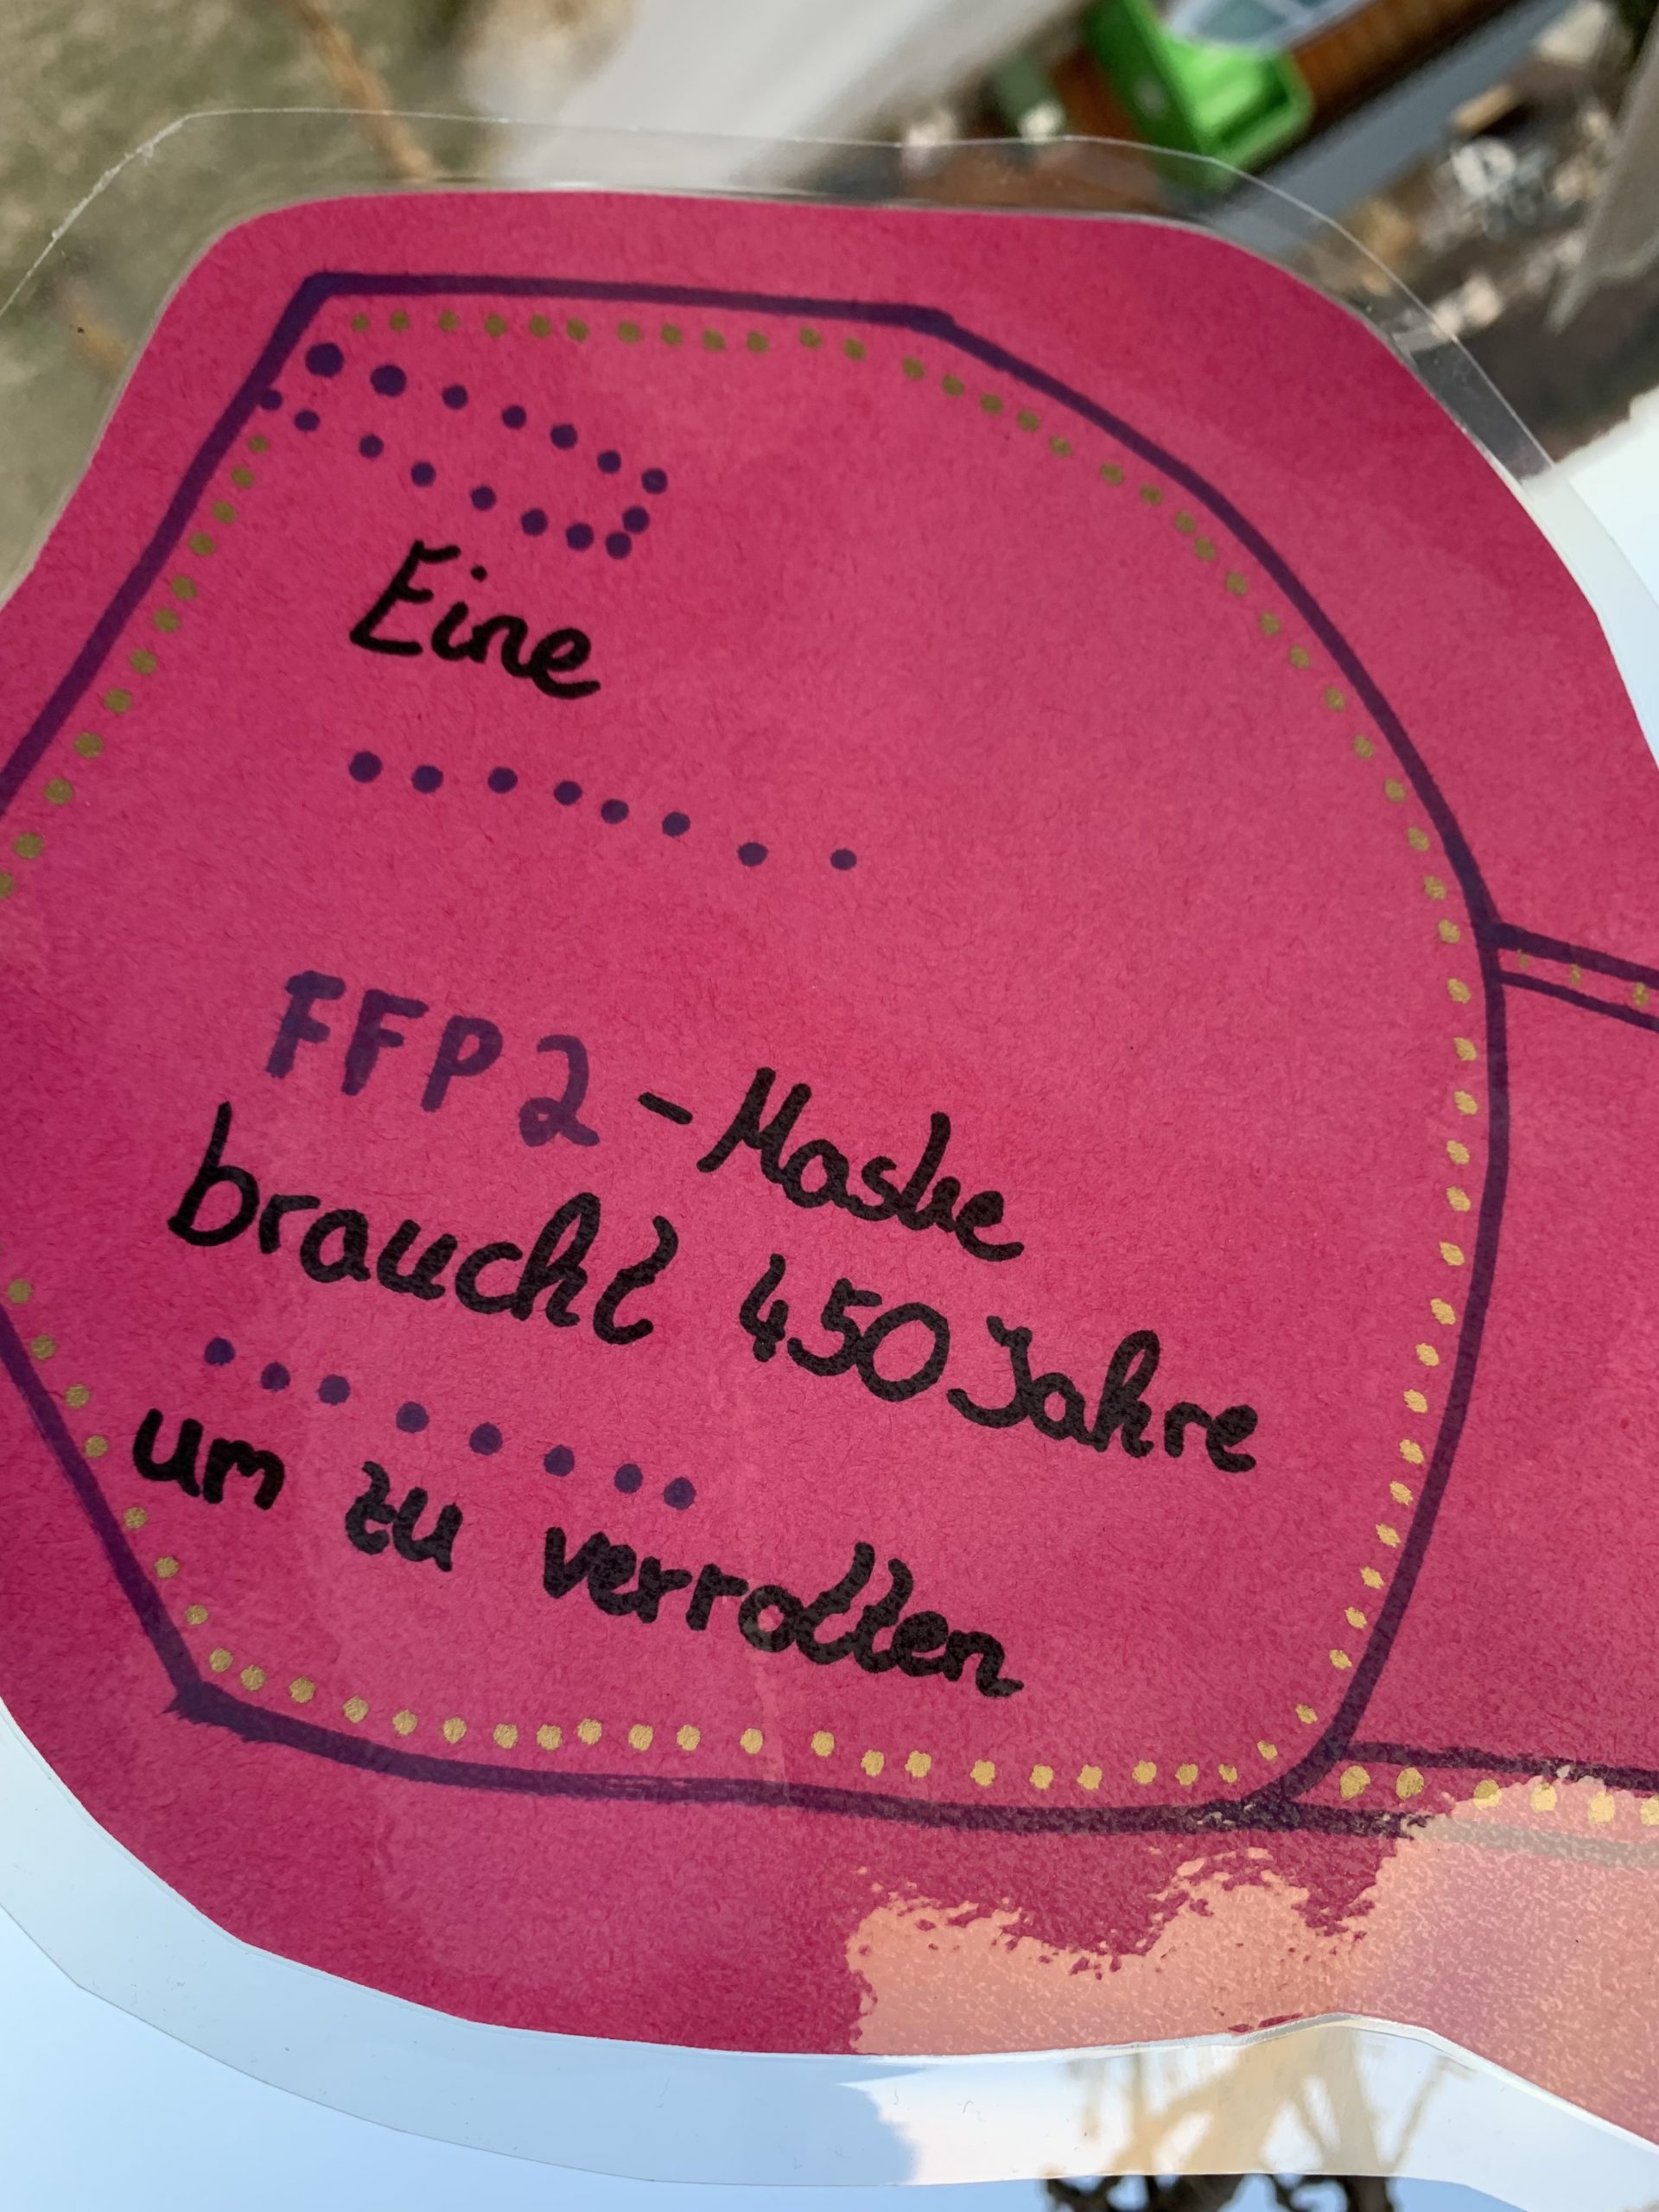 Eine
FFP2-Maske
braucht 450 Jahre
um zu verrotten